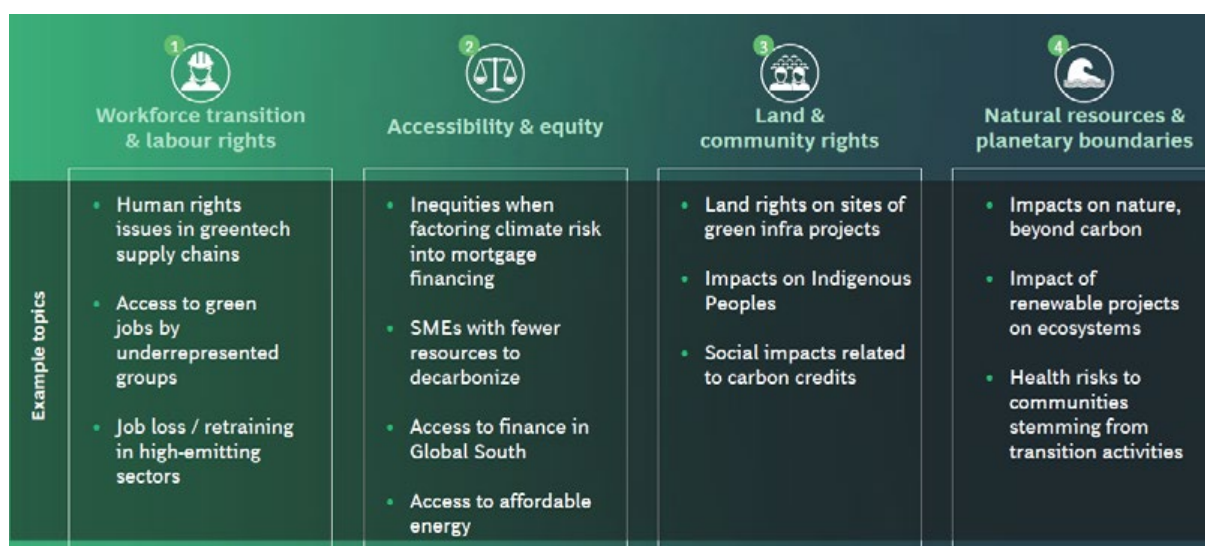 1
Workforce transition
& labour rights
2
Accessibility & equity
3
Land &
community rights
4
Natural resources &
planetary boundaries
Example topics
• Human rights
issues in greentech
supply chains
• Access to green
jobs by
underrepresented
groups
• Job loss / retraining
in high-emitting
sectors
• Inequities when
factoring climate risk
into mortgage
financing
• SMEs with fewer
resources to
decarbonize
• Access to finance in
Global South
• Access to affordable
energy
• Land rights on sites of
green infra projects
• Impacts on Indigenous
Peoples
• Social impacts related
to carbon credits
• Impacts on nature,
beyond carbon
• Impact of
renewable projects
on ecosystems
• Health risks to
communities
stemming from
transition activities